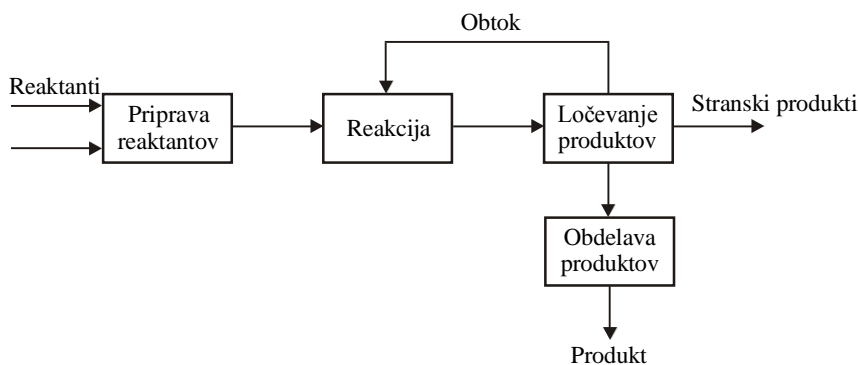 Obtok
Reaktanti
Priprava
reaktantov
Reakcija
Ločevanje
produktov
Stranski produkti
Obdelava
produktov
Produkt